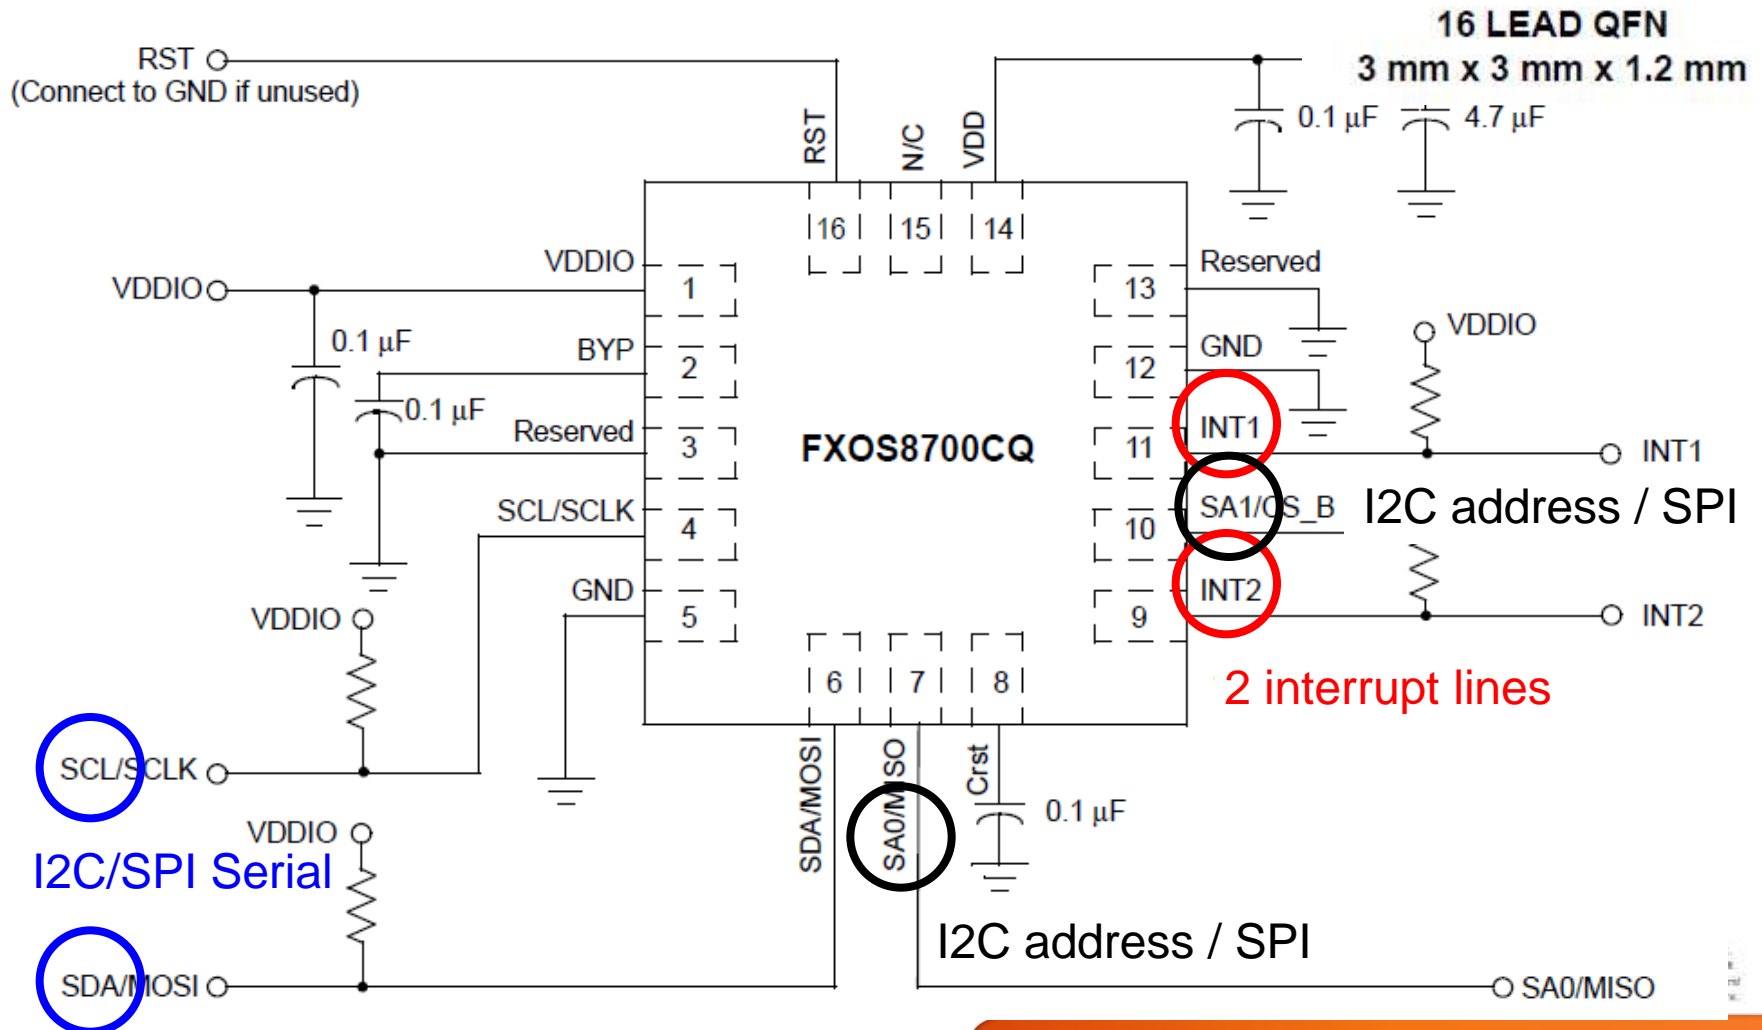 16 LEAD QFN
3 mm x 3 mm x 1.2 mm
RST
(Connect to GND if unused)
0.1 μF
4.7 μF
RST
N/C
VDD
16
15
14
VDDIO
VDDIO
1
0.1 μF
BYP
2
0.1 μF
Reserved
3
SCL/SCLK
4
GND
5
FXOS8700CQ
Reserved
13
GND
12
VDDIO
INT1
11
INT1
SA1/CS_B
10
I2C address / SPI
INT2
9
INT2
2 interrupt lines
6
7
8
VDDIO
SCL/SCLK
VDDIO
I2C/SPI Serial
SDA/MOSI
SDA/MOSI
SA0/MISO
Crst
0.1 μF
I2C address / SPI
SA0/MISO